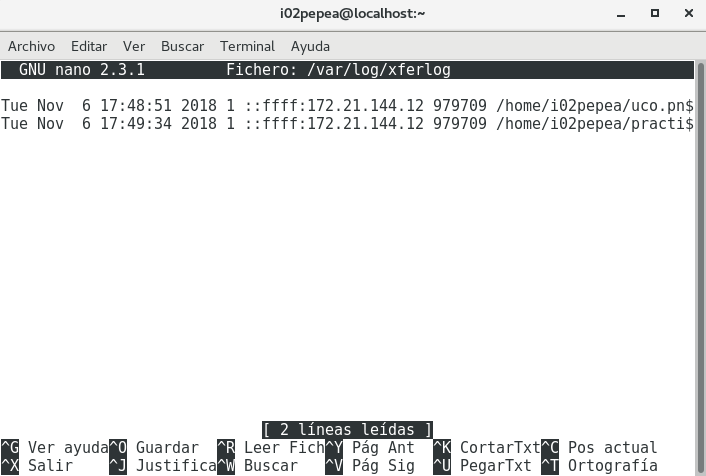 i02pepea@localhost:~
Archivo Editar Ver Buscar Terminal Ayuda
GNU nano 2.3.1 Fichero: /var/log/xferlog
Tue Nov  6 17:48:51 2018 1 ::ffff:172.21.144.12 979709 /home/i02pepea/uco.pn$
Tue Nov  6 17:49:34 2018 1 ::ffff:172.21.144.12 979709 /home/i02pepea/practi$
[ 2 líneas leídas ]
^G Ver ayuda^O Guardar ^R Leer Fich^Y Pág Ant ^K CortarTxt^C Pos actual
^X Salir ^J Justifica^W Buscar ^V Pág Sig ^U PegarTxt ^T Ortografía